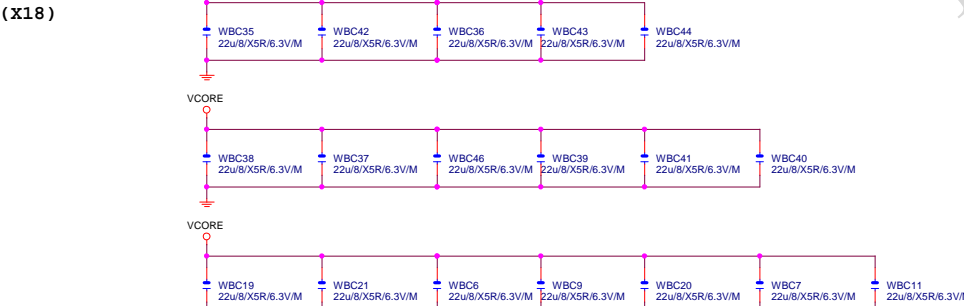 (X18)
WBC35 WBC42 WBC36 WBC43 WBC44
22u/8/X5R/6.3V/M 22u/8/X5R/6.3V/M 22u/8/X5R/6.3V/M 22u/8/X5R/6.3V/M 22u/8/X5R/6.3V/M
VCORE
WBC38 WBC37 WBC46 WBC39 WBC41 WBC40
22u/8/X5R/6.3V/M 22u/8/X5R/6.3V/M 22u/8/X5R/6.3V/M 22u/8/X5R/6.3V/M 22u/8/X5R/6.3V/M 22u/8/X5R/6.3V/M
VCORE
WBC19 WBC21 WBC6 WBC9 WBC20 WBC7 WBC11
22u/8/X5R/6.3V/M 22u/8/X5R/6.3V/M 22u/8/X5R/6.3V/M 22u/8/X5R/6.3V/M 22u/8/X5R/6.3V/M 22u/8/X5R/6.3V/M 22u/8/X5R/6.3V/M